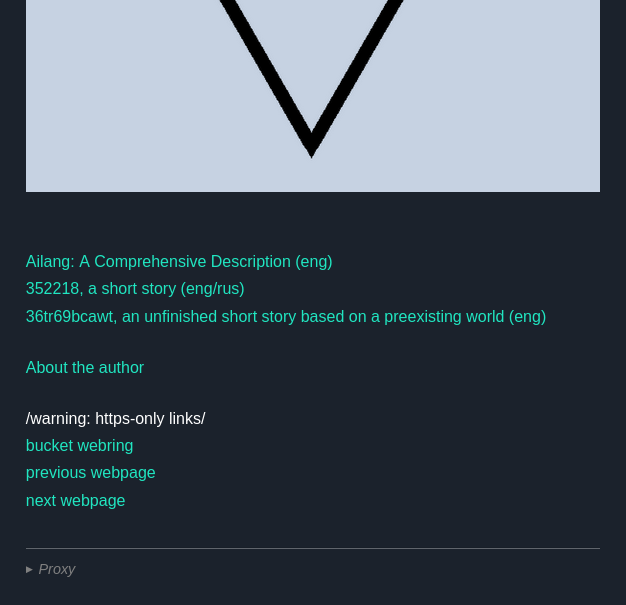 Ailang: A Comprehensive Description (eng)
352218, a short story (eng/rus)
36tr69bcawt, an unfinished short story based on a preexisting world (eng)
About the author
/warning: https-only links/
bucket webring
previous webpage
next webpage
Proxy